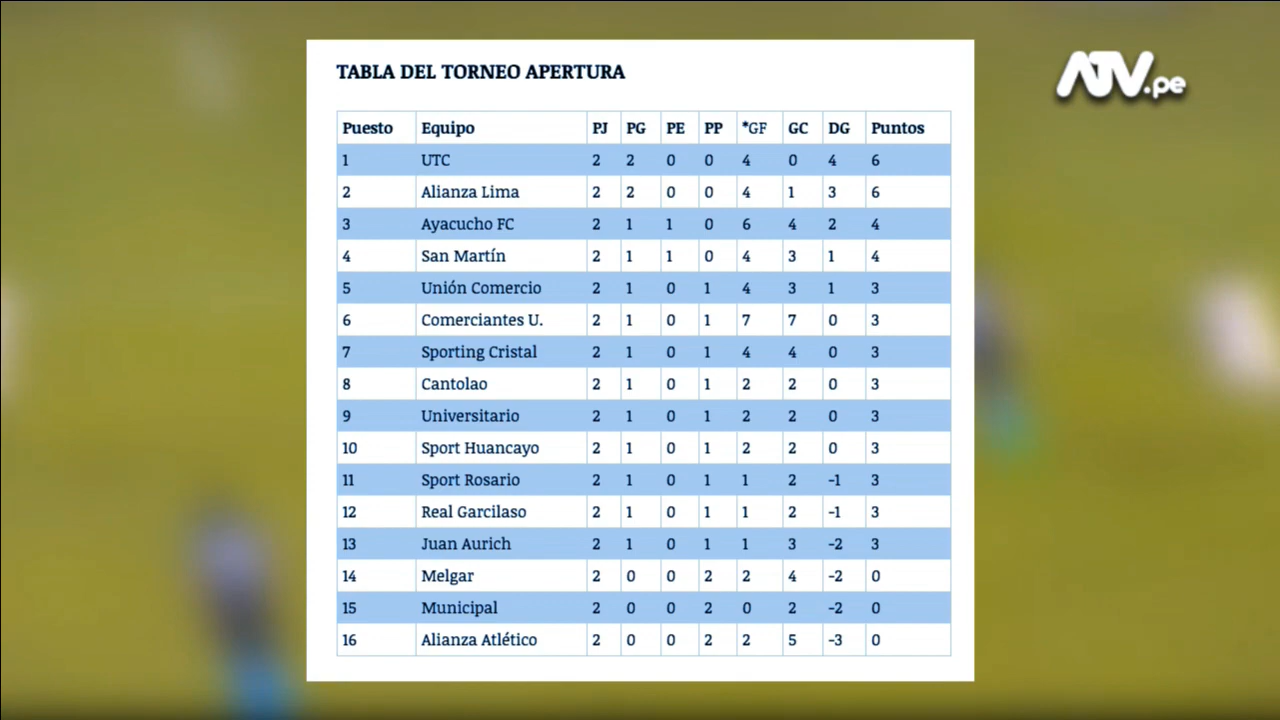 TABLA DEL TORNEO APERTURA
ATV.pe
Puesto Equipo PJ PG PE PP *GF GC DG Puntos
1 UTC 2 2 0 0 4 0 4 6
2 Alianza Lima 2 2 0 0 4 1 3 6
3 Ayacucho FC 2 1 1 0 6 4 2 4
4 San Martín 2 1 1 0 4 3 1 4
5 Unión Comercio 2 1 0 1 4 3 1 3
6 Comerciantes U. 2 1 0 1 7 7 0 3
7 Sporting Cristal 2 1 0 1 4 4 0 3
8 Cantolao 2 1 0 1 2 2 0 3
9 Universitario 2 1 0 1 2 2 0 3
10 Sport Huancayo 2 1 0 1 2 2 0 3
11 Sport Rosario 2 1 0 1 1 2 -1 3
12 Real Garcilaso 2 1 0 1 1 2 -1 3
13 Juan Aurich 2 1 0 1 1 3 -2 3
14 Melgar 2 0 0 2 2 4 -2 0
15 Municipal 2 0 0 2 0 2 -2 0
16 Alianza Atlético 2 0 0 2 2 5 -3 0